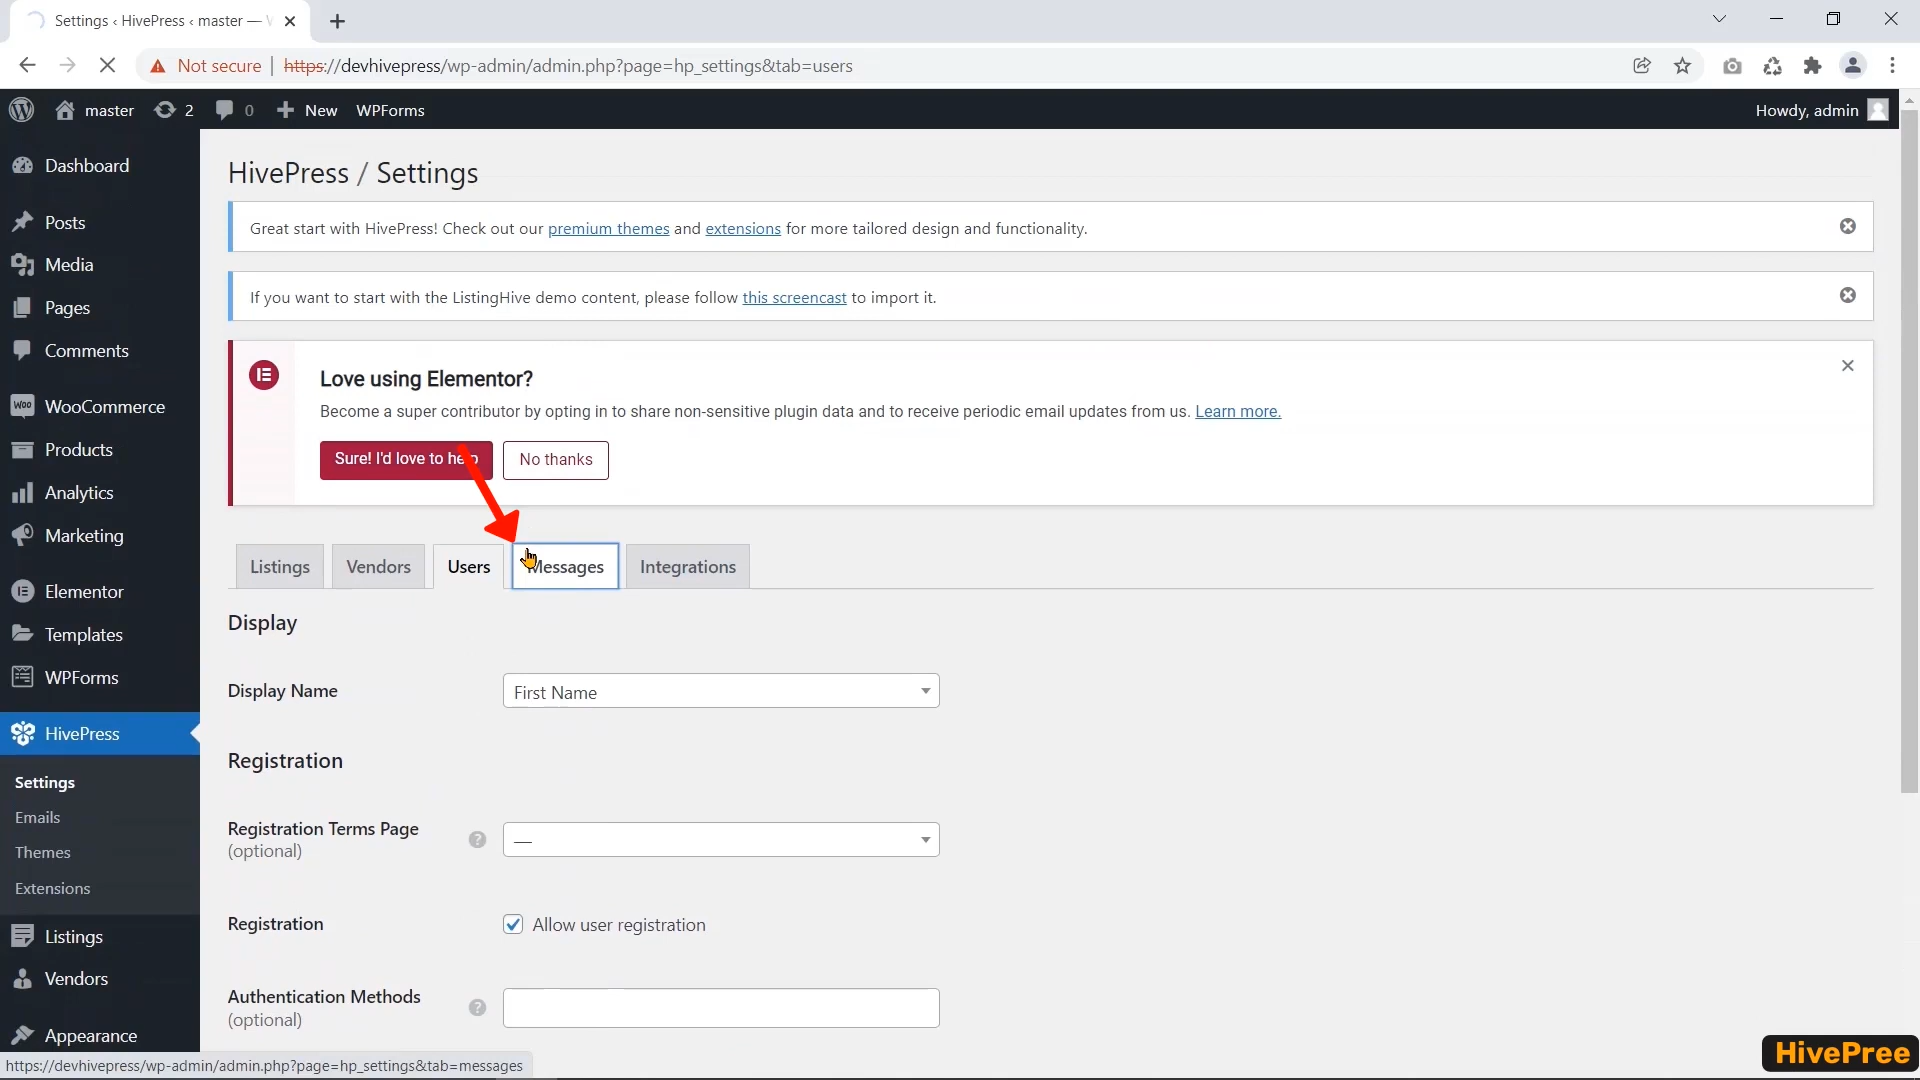 Settings ‹ HivePress ‹ master —
Not secure
https://devhivepress/wp-admin/admin.php?page=hp_settings&tab=users
master
2
0
New
WPForms
Howdy, admin
Dashboard
Posts
Media
Pages
Comments
WooCommerce
Products
Analytics
Marketing
Elementor
Templates
WPForms
HivePress
Settings
Emails
Themes
Extensions
Listings
Vendors
Appearance
HivePress / Settings
Great start with HivePress! Check out our premium themes and extensions for more tailored design and functionality.
If you want to start with the ListingHive demo content, please follow this screencast to import it.
Love using Elementor?
Become a super contributor by opting in to share non-sensitive plugin data and to receive periodic email updates from us. Learn more.
Sure! I'd love to help
No thanks
Listings
Vendors
Users
Messages
Integrations
Display
Display Name
First Name
Registration
Registration Terms Page
(optional)
?
—
Registration
Allow user registration
Authentication Methods
(optional)
?
https://devhivepress/wp-admin/admin.php?page=hp_settings&tab=messages
HivePree